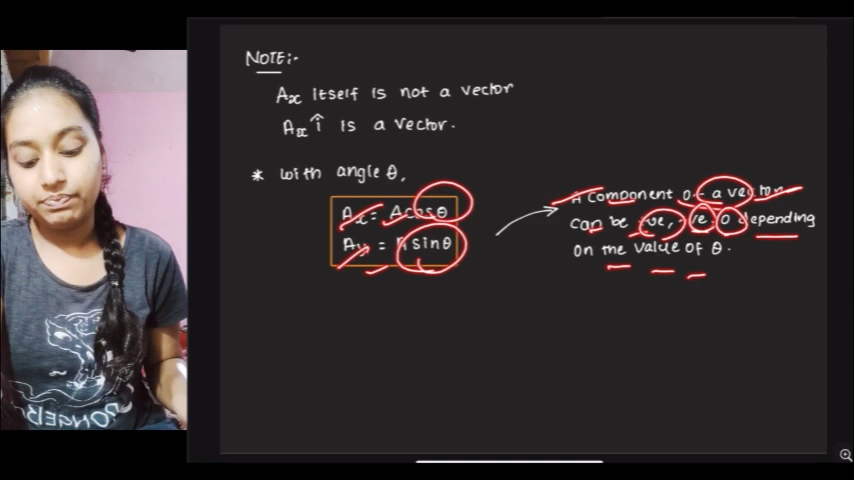 NOTE:-
Ax itself is not a vector
Ax î is a vector.
* with angle θ,
Ax = Acosθ
Ay = A sinθ
A component of a vector
can be +ve, -ve, 0 depending
on the value of θ.